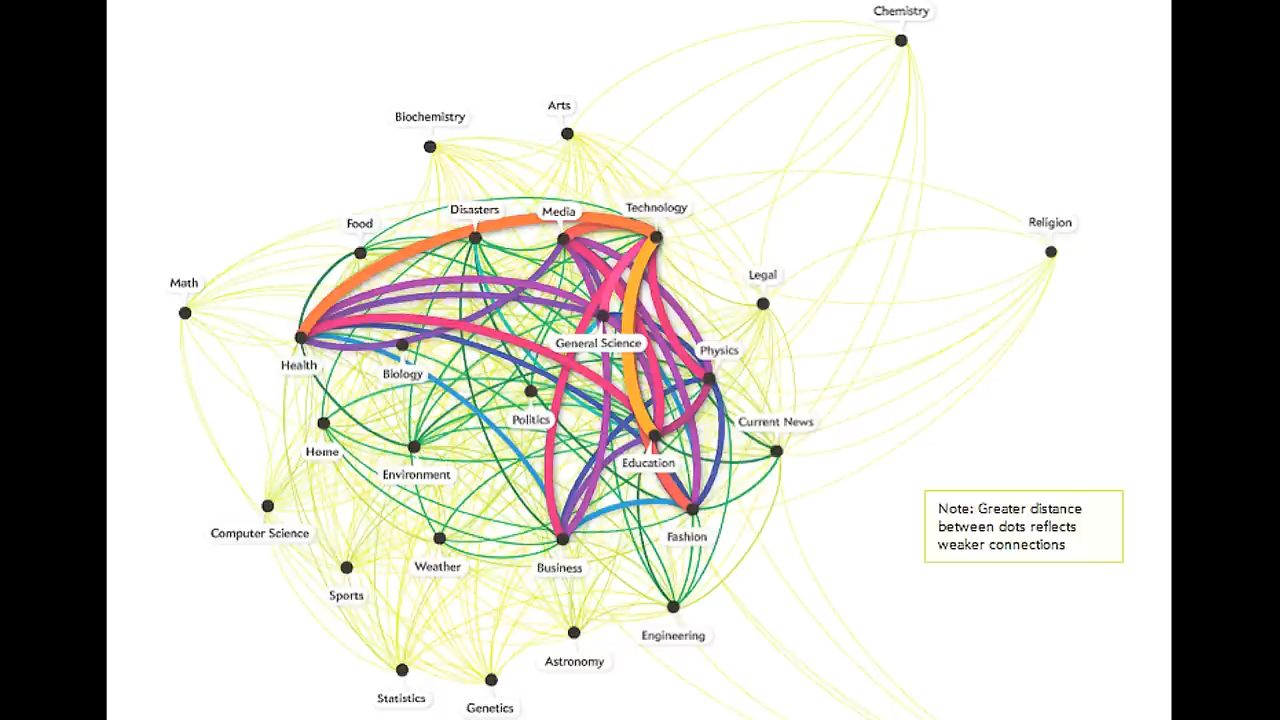 Chemistry
Arts
Biochemistry
Technology
Disasters
Media
Food
Religion
Legal
Math
General Science
Physics
Health
Biology
Politics
Current News
Home
Education
Environment
Note: Greater distance
between dots reflects
weaker connections
Computer Science
Fashion
Weather
Business
Sports
Engineering
Astronomy
Statistics
Genetics